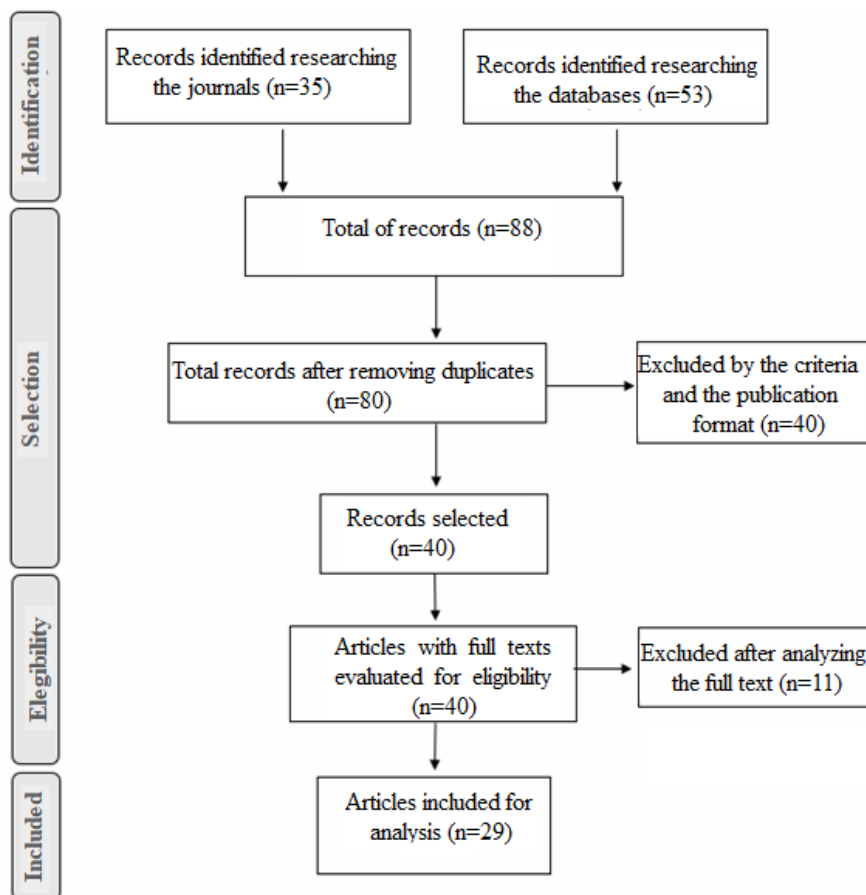 Identification
Records identified researching
the journals (n=35)
Records identified researching
the databases (n=53)
Selection
Total of records (n=88)
Total records after removing duplicates
(n=80)
Excluded by the criteria
and the publication
format (n=40)
Records selected
(n=40)
Elegibility
Articles with full texts
evaluated for eligibility
(n=40)
Excluded after analyzing
the full text (n=11)
Included
Articles included for
analysis (n=29)